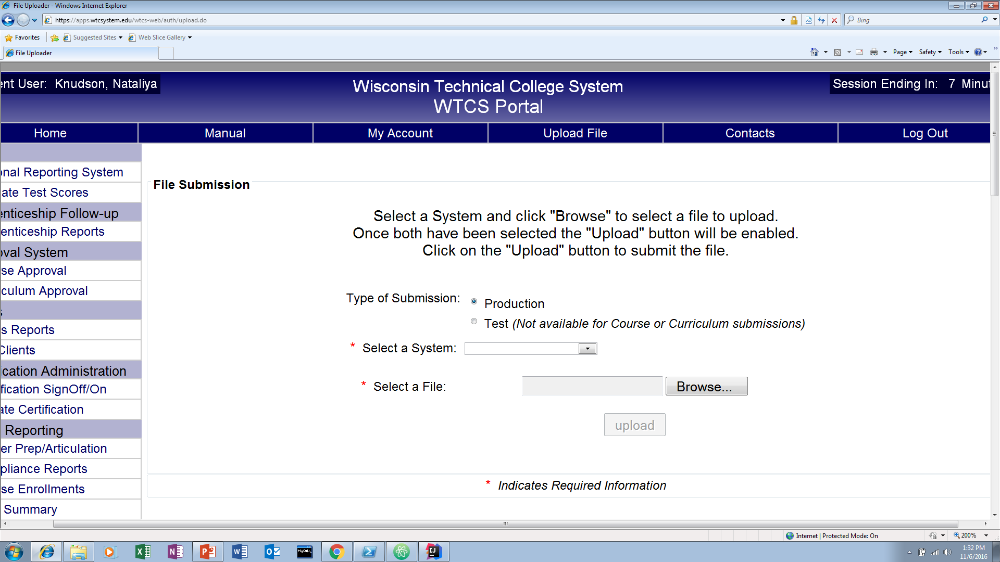 File Uploader - Windows Internet Explorer
https://apps.wtcsystem.edu/wtcs-web/auth/upload.do
Bing
Favorites
Suggested Sites
Web Slice Gallery
File Uploader
Page
Safety
Tools
ent User: Knudson, Nataliya
Wisconsin Technical College System
WTCS Portal
Session Ending In: 7 Minut
Home
Manual
My Account
Upload File
Contacts
Log Out
onal Reporting System
ate Test Scores
enticeship Follow-up
enticeship Reports
oval System
se Approval
culum Approval
s
s Reports
Clients
ication Administration
fication SignOff/On
ate Certification
Reporting
er Prep/Articulation
pliance Reports
se Enrollments
Summary
File Submission
Select a System and click "Browse" to select a file to upload.
Once both have been selected the "Upload" button will be enabled.
Click on the "Upload" button to submit the file.
Type of Submission:
Production
Test (Not available for Course or Curriculum submissions)
* Select a System:
* Select a File:
Browse...
upload
* Indicates Required Information
Internet | Protected Mode: On
200%
MySQL
IJ
1:32 PM
11/6/2016